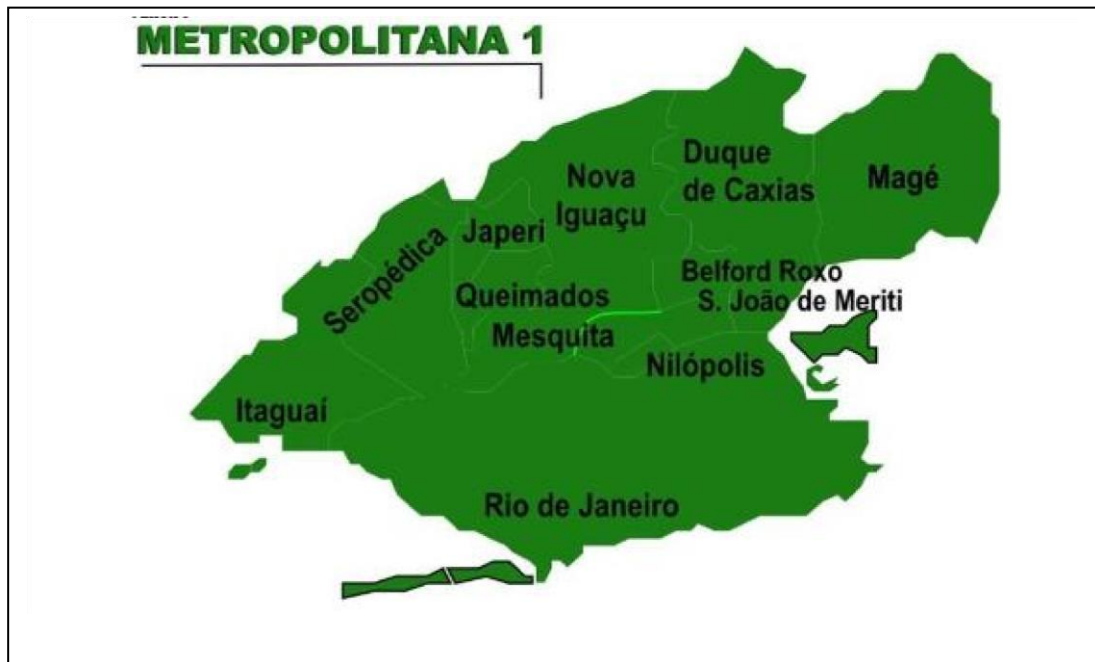 METROPOLITANA 1
Duque
de Caxias
Magé
Nova
Iguaçu
Japeri
Seropédica
Belford Roxo
Queimados
S. João de Meriti
Mesquita
Nilópolis
Itaguaí
Rio de Janeiro